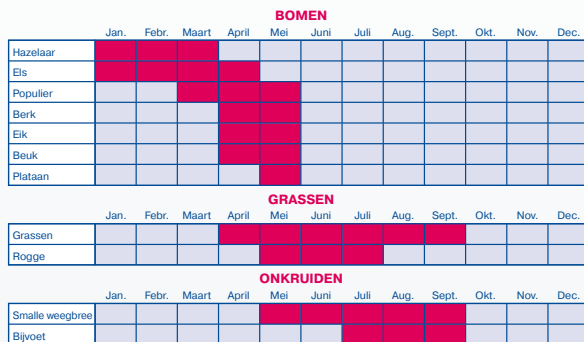 BOMEN
Jan. Febr. Maart April Mei Juni Juli Aug. Sept. Okt. Nov. Dec.
Hazelaar
Els
Populier
Berk
Eik
Beuk
Plataan
GRASSEN
Jan. Febr. Maart April Mei Juni Juli Aug. Sept. Okt. Nov. Dec.
Grassen
Rogge
ONKRUIDEN
Jan. Febr. Maart April Mei Juni Juli Aug. Sept. Okt. Nov. Dec.
Smalle weegbree
Bijvoet